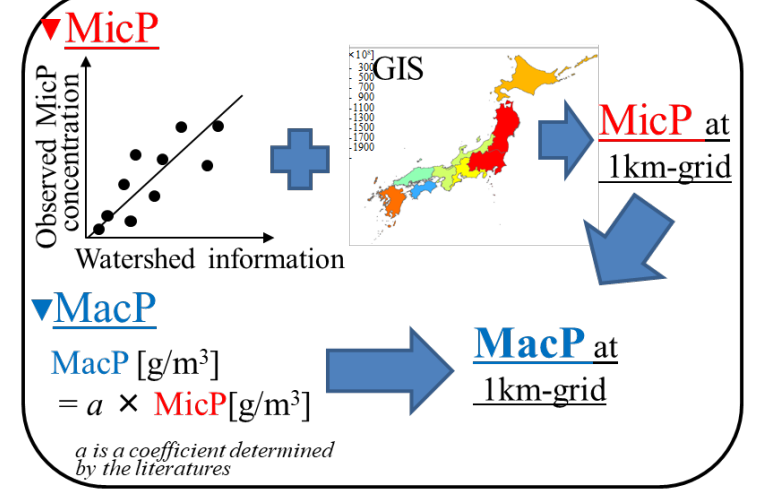 ▼MicP
Observed MicP
concentration
Watershed information
×10⁸]
300
500
700
900
1100
1300
1500
1700
1900
GIS
MicP at
1km-grid
▼MacP
MacP [g/m³]
= a × MicP[g/m³]
a is a coefficient determined
by the literatures
MacP at
1km-grid